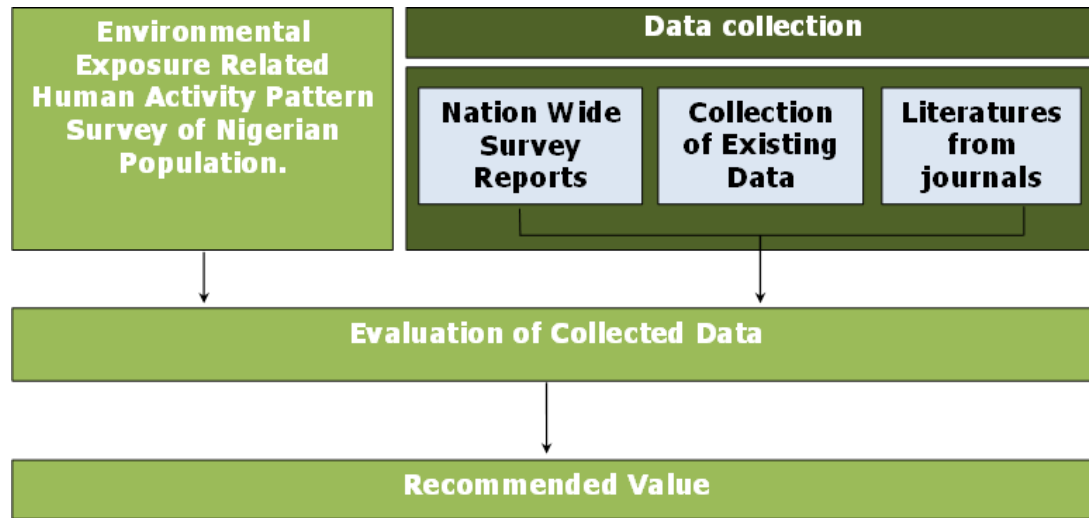 Environmental
Exposure Related
Human Activity Pattern
Survey of Nigerian
Population.
Data collection
Nation Wide
Survey
Reports
Collection
of Existing
Data
Literatures
from
journals
Evaluation of Collected Data
Recommended Value